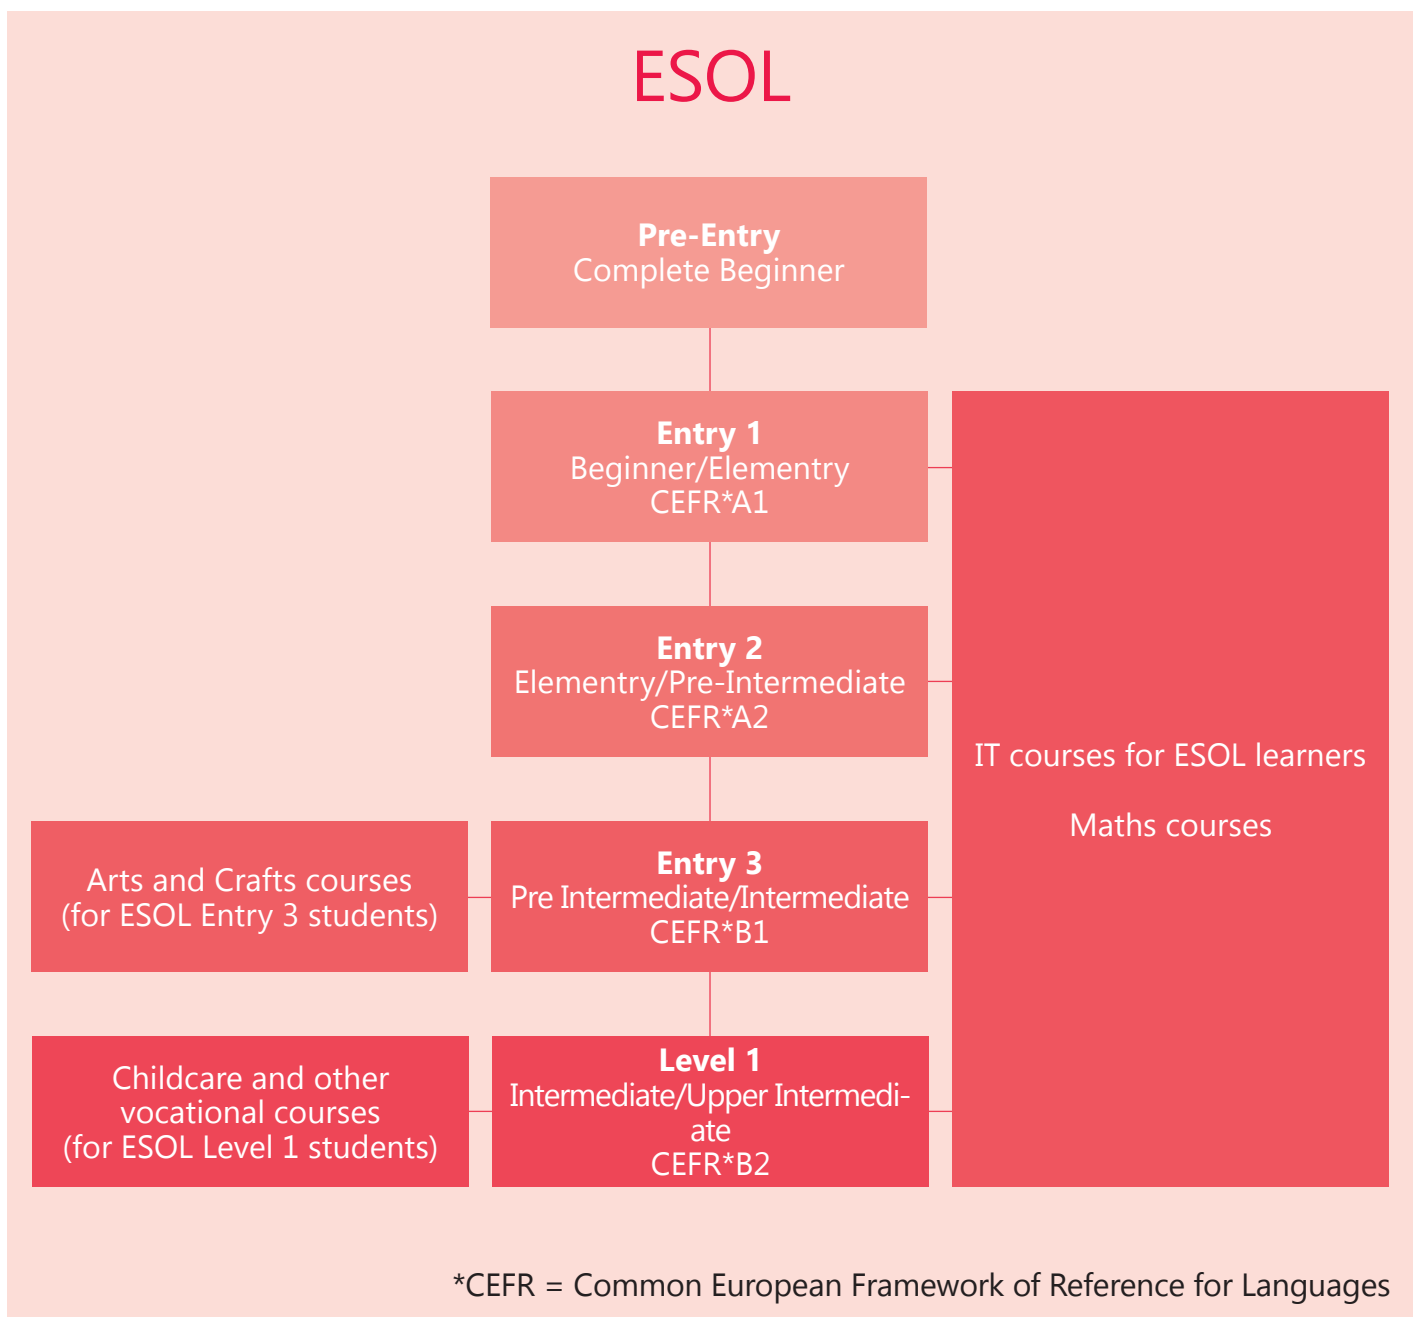 ESOL
Pre-Entry
Complete Beginner
Entry 1
Beginner/Elementry
CEFR*A1
Entry 2
Elementry/Pre-Intermediate
CEFR*A2
IT courses for ESOL learners
Maths courses
Arts and Crafts courses
(for ESOL Entry 3 students)
Entry 3
Pre Intermediate/Intermediate
CEFR*B1
Childcare and other
vocational courses
(for ESOL Level 1 students)
Level 1
Intermediate/Upper Intermedi-
ate
CEFR*B2
*CEFR = Common European Framework of Reference for Languages